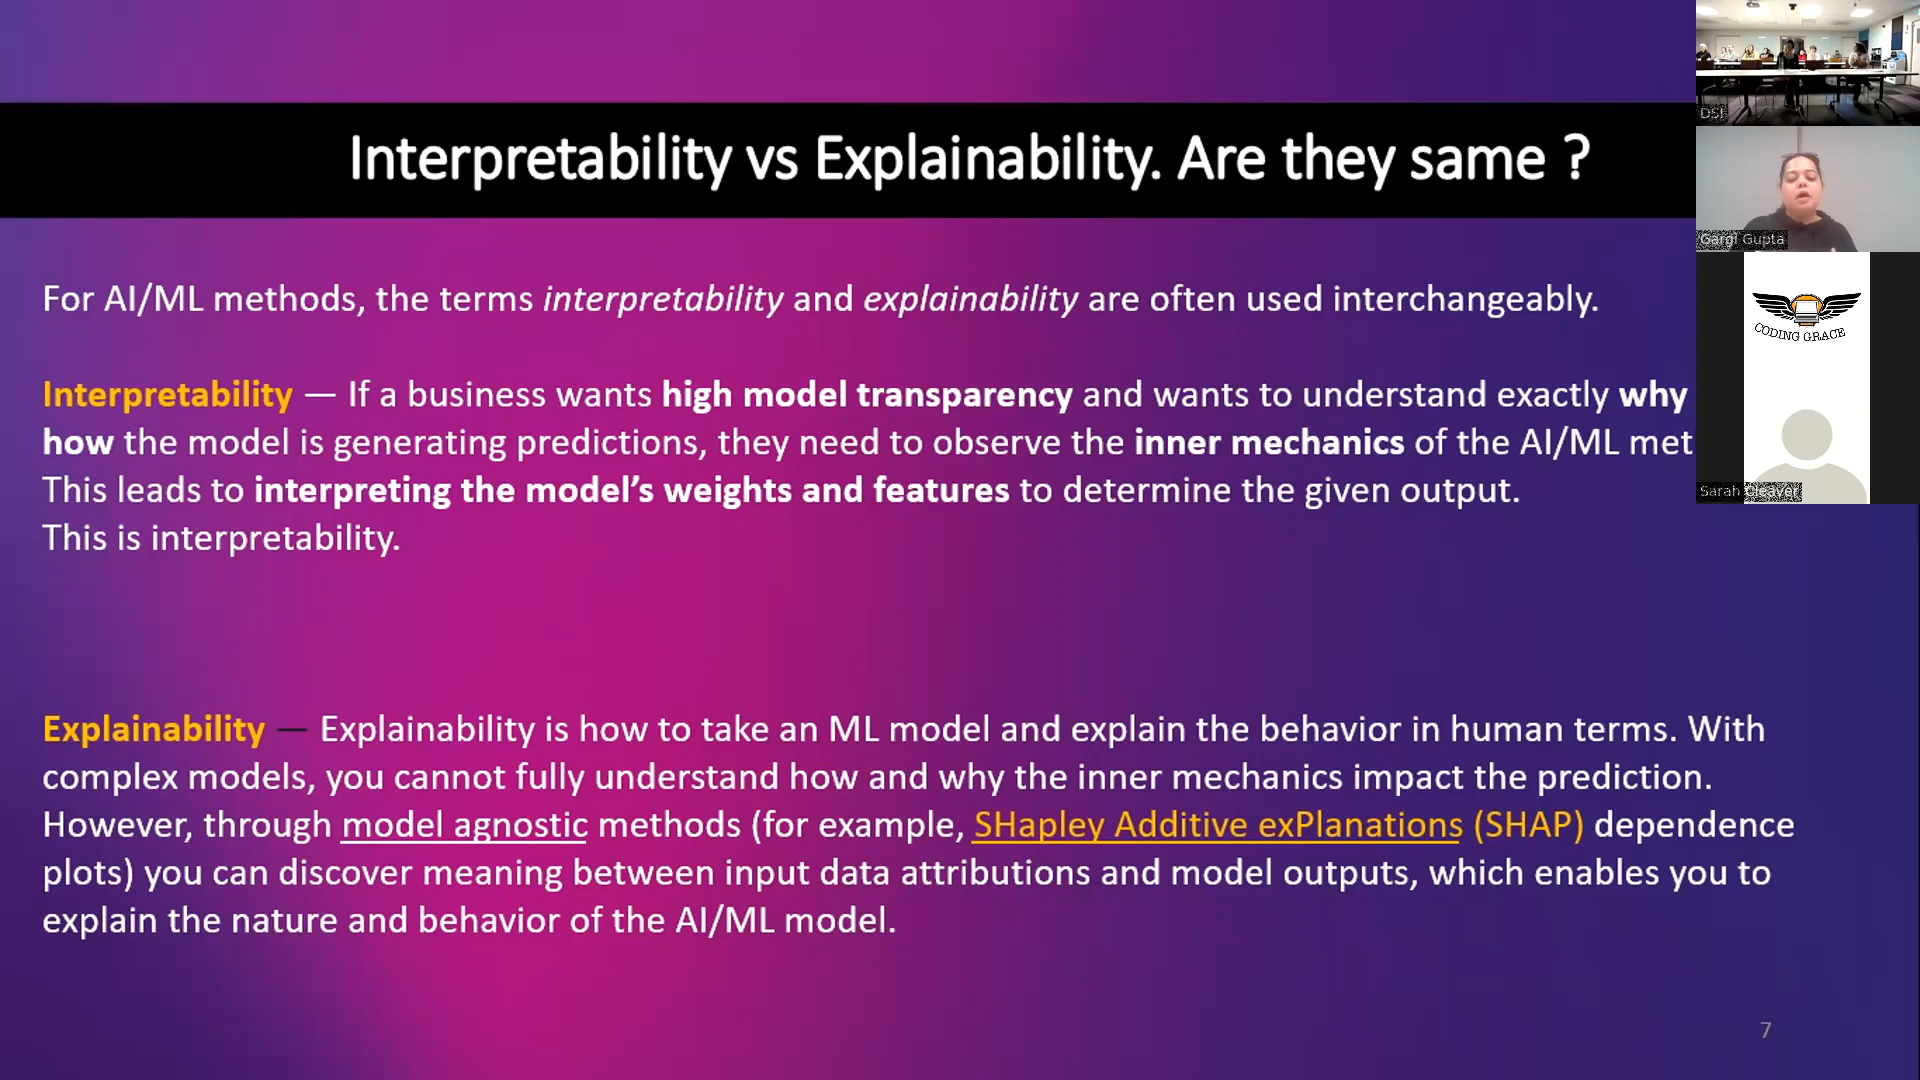 Interpretability vs Explainability. Are they same ?
For AI/ML methods, the terms interpretability and explainability are often used interchangeably.
Interpretability — If a business wants high model transparency and wants to understand exactly why
how the model is generating predictions, they need to observe the inner mechanics of the AI/ML met
This leads to interpreting the model’s weights and features to determine the given output.
This is interpretability.
Explainability — Explainability is how to take an ML model and explain the behavior in human terms. With
complex models, you cannot fully understand how and why the inner mechanics impact the prediction.
However, through model agnostic methods (for example, SHapley Additive exPlanations (SHAP) dependence
plots) you can discover meaning between input data attributions and model outputs, which enables you to
explain the nature and behavior of the AI/ML model.
7
DSI
Gargi Gupta
CODING GRACE
Sarah Cleaver